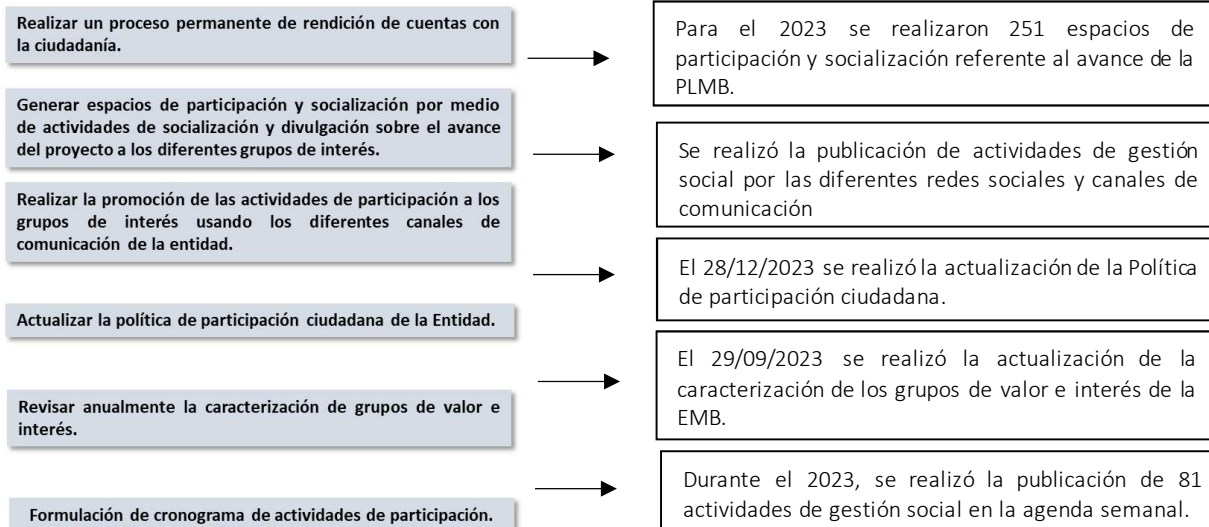 Realizar un proceso permanente de rendición de cuentas con
la ciudadanía.
Generar espacios de participación y socialización por medio
de actividades de socialización y divulgación sobre el avance
del proyecto a los diferentes grupos de interés.
Realizar la promoción de las actividades de participación a los
grupos de interés usando los diferentes canales de
comunicación de la entidad.
Actualizar la política de participación ciudadana de la Entidad.
Revisar anualmente la caracterización de grupos de valor e
interés.
Formulación de cronograma de actividades de participación.
Para el 2023 se realizaron 251 espacios de
participación y socialización referente al avance de la
PLMB.
Se realizó la publicación de actividades de gestión
social por las diferentes redes sociales y canales de
comunicación
El 28/12/2023 se realizó la actualización de la Política
de participación ciudadana.
El 29/09/2023 se realizó la actualización de la
caracterización de los grupos de valor e interés de la
EMB.
Durante el 2023, se realizó la publicación de 81
actividades de gestión social en la agenda semanal.